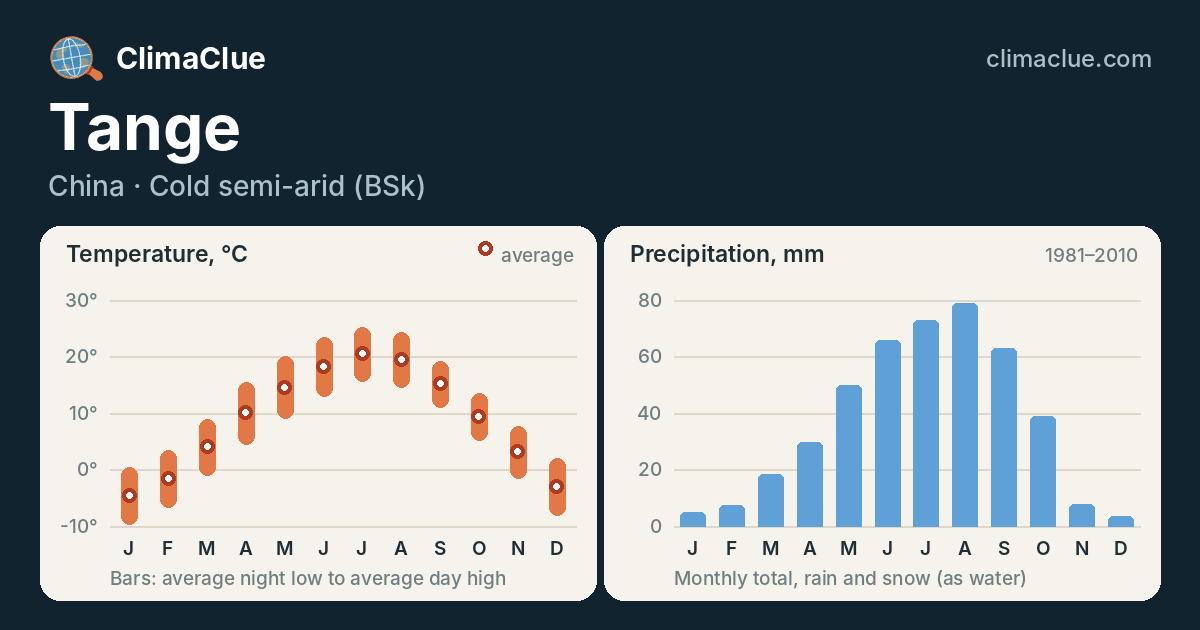 ClimaClue
climaclue.com
Tange
China · Cold semi-arid (BSk)
Temperature, °C
average
30°
20°
10°
0°
-10°
J F M A M J J A S O N D
Bars: average night low to average day high
Precipitation, mm
1981–2010
80
60
40
20
0
J F M A M J J A S O N D
Monthly total, rain and snow (as water)